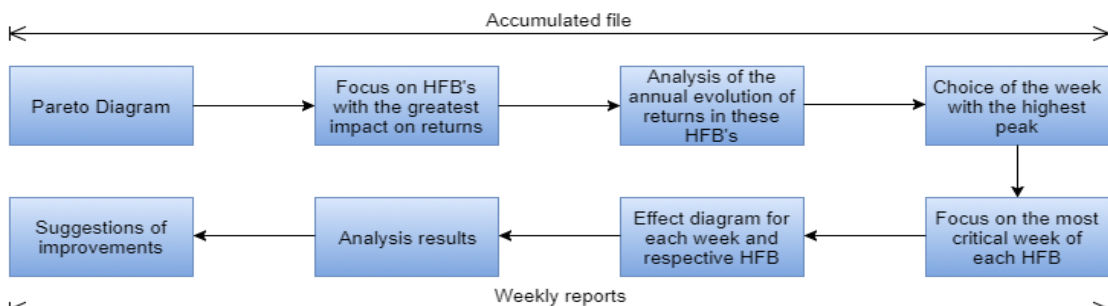 Accumulated file
Pareto Diagram
Focus on HFB's
with the greatest
impact on returns
Analysis of the
annual evolution of
returns in these
HFB's
Choice of the week
with the highest
peak
Focus on the most
critical week of
each HFB
Effect diagram for
each week and
respective HFB
Analysis results
Suggestions of
improvements
Weekly reports